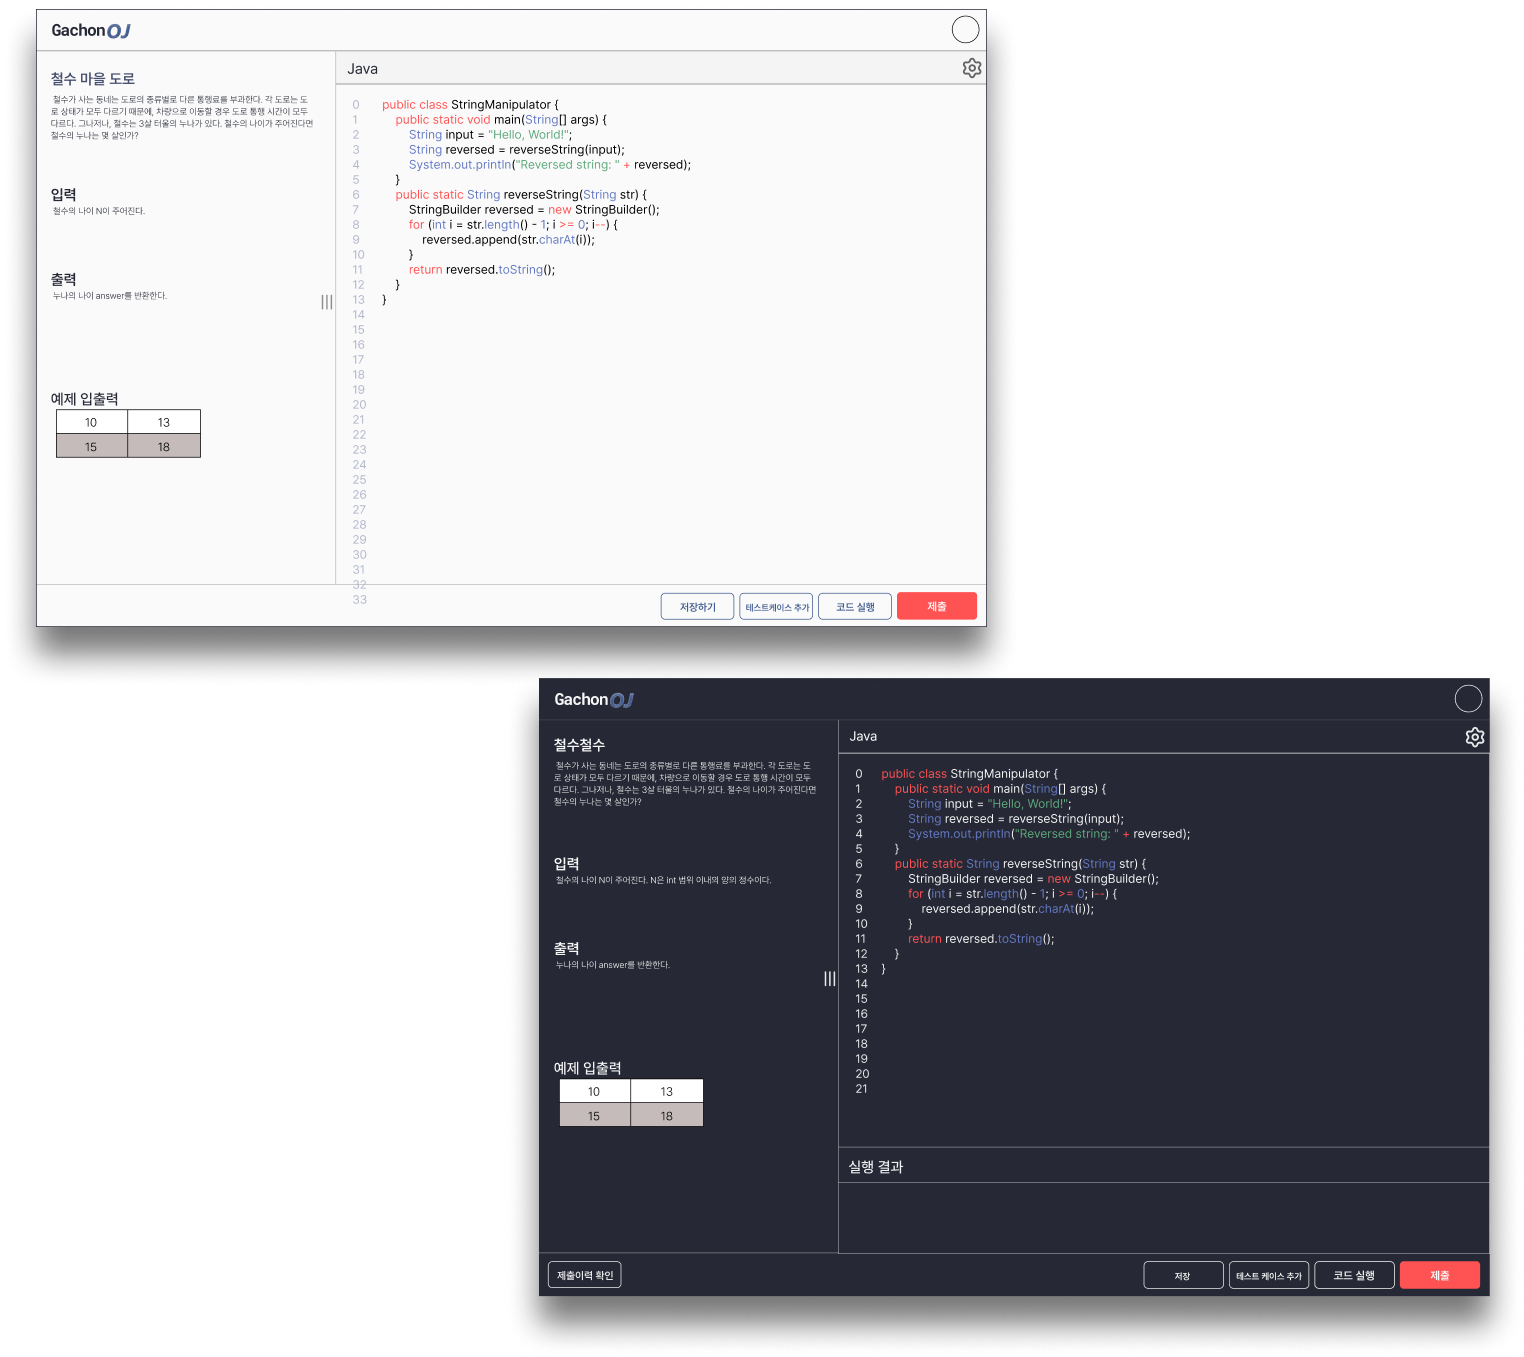 GachonOJ
철수 마을 도로
철수가 사는 동네는 도로의 종류별로 다른 통행료를 부과한다. 각 도로는 도
로 상태가 모두 다르기 때문에, 차량으로 이동할 경우 도로 통행 시간이 모두
다르다. 그나저나, 철수는 3살 터울의 누나가 있다. 철수의 나이가 주어진다면
철수의 누나는 몇 살인가?
입력
철수의 나이 N이 주어진다.
출력
누나의 나이 answer를 반환한다.
예제 입출력
10 13
15 18
Java
0 public class StringManipulator {
1 public static void main(String[] args) {
2 String input = "Hello, World!";
3 String reversed = reverseString(input);
4 System.out.println("Reversed string: " + reversed);
5 }
6 public static String reverseString(String str) {
7 StringBuilder reversed = new StringBuilder();
8 for (int i = str.length() - 1; i >= 0; i--) {
9 reversed.append(str.charAt(i));
10 }
11 return reversed.toString();
12 }
13 }
14
15
16
17
18
19
20
21
22
23
24
25
26
27
28
29
30
31
32
33
저장하기 테스트케이스 추가 코드 실행 제출
GachonOJ
철수철수
철수가 사는 동네는 도로의 종류별로 다른 통행료를 부과한다. 각 도로는 도
로 상태가 모두 다르기 때문에, 차량으로 이동할 경우 도로 통행 시간이 모두
다르다. 그나저나, 철수는 3살 터울의 누나가 있다. 철수의 나이가 주어진다면
철수의 누나는 몇 살인가?
입력
철수의 나이 N이 주어진다. N은 int 범위 이내의 양의 정수이다.
출력
누나의 나이 answer를 반환한다.
예제 입출력
10 13
15 18
제출이력 확인
Java
0 public class StringManipulator {
1 public static void main(String[] args) {
2 String input = "Hello, World!";
3 String reversed = reverseString(input);
4 System.out.println("Reversed string: " + reversed);
5 }
6 public static String reverseString(String str) {
7 StringBuilder reversed = new StringBuilder();
8 for (int i = str.length() - 1; i >= 0; i--) {
9 reversed.append(str.charAt(i));
10 }
11 return reversed.toString();
12 }
13 }
14
15
16
17
18
19
20
21
실행 결과
저장 테스트 케이스 추가 코드 실행 제출